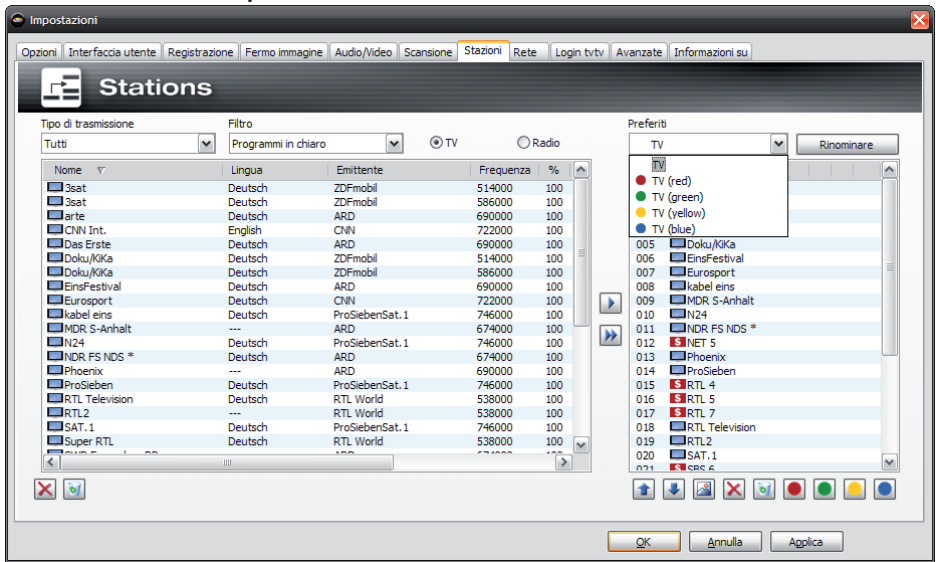 Impostazioni
Opzioni Interfaccia utente Registrazione Fermo immagine Audio/Video Scansione Stazioni Rete Login tvtv Avanzate Informazioni su
Stations
Tipo di trasmissione Filtro Preferiti
Tutti Programmi in chiaro TV Radio TV Rinominare
Nome Lingua Emittente Frequenza %
3sat Deutsch ZDFmobil 514000 100
3sat Deutsch ZDFmobil 586000 100
arte Deutsch ARD 690000 100
CNN Int. English CNN 722000 100
Das Erste Deutsch ARD 690000 100
Doku/KiKa Deutsch ZDFmobil 514000 100
Doku/KiKa Deutsch ZDFmobil 586000 100
EinsFestival Deutsch ARD 690000 100
Eurosport Deutsch CNN 722000 100
kabel eins Deutsch ProSiebenSat.1 746000 100
MDR S-Anhalt --- ARD 674000 100
N24 Deutsch ProSiebenSat.1 746000 100
NDR FS NDS * Deutsch ARD 674000 100
Phoenix --- ARD 690000 100
ProSieben Deutsch ProSiebenSat.1 746000 100
RTL Television Deutsch RTL World 538000 100
RTL2 --- RTL World 538000 100
SAT.1 Deutsch ProSiebenSat.1 746000 100
Super RTL Deutsch RTL World 538000 100
TV
TV (red)
TV (green)
TV (yellow)
TV (blue)
005 Doku/KiKa
006 EinsFestival
007 Eurosport
008 kabel eins
009 MDR S-Anhalt
010 N24
011 NDR FS NDS *
012 S NET 5
013 Phoenix
014 ProSieben
015 S RTL 4
016 S RTL 5
017 S RTL 7
018 RTL Television
019 RTL2
020 SAT.1
021 S SBS 6
OK Annulla Applica